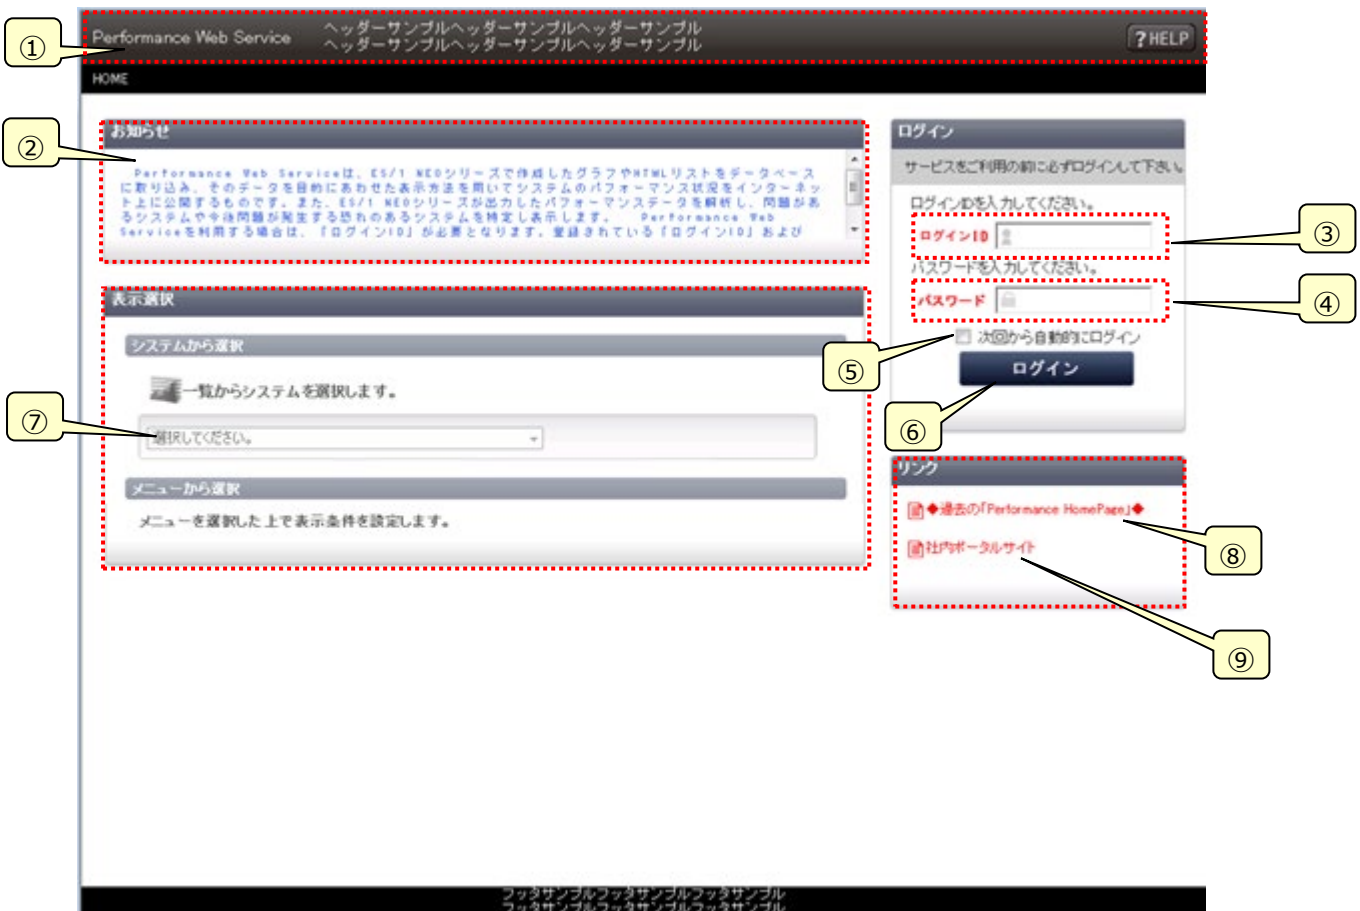 ①
Performance Web Service
ヘッダーサンプルヘッダーサンプルヘッダーサンプル
ヘッダーサンプルヘッダーサンプルヘッダーサンプル
?HELP
HOME
②
お知らせ
Performance Web Serviceは、ES/1 NEOシリーズで作成したグラフやHTMLリストをデータベース
に取り込み、そのデータを目的にあわせた表示方法を用いてシステムのパフォーマンス状況をインターネッ
ト上に公開するものです。また、ES/1 NEOシリーズが出力したパフォーマンスデータを解析し、問題があ
るシステムや今後問題が発生する恐れのあるシステムを特定し表示します。 Performance Web
Serviceを利用する場合は、「ログインID」が必要となります。登録されている「ログインID」および
ログイン
サービスをご利用の前に必ずログインして下さい。
ログインIDを入力してください。
ログインID
③
パスワードを入力してください。
パスワード
④
⑤
次回から自動的にログイン
ログイン
⑥
表示選択
システムから選択
一覧からシステムを選択します。
⑦
選択してください。
メニューから選択
メニューを選択した上で表示条件を設定します。
リンク
◆過去の「Performance HomePage」◆
⑧
社内ポータルサイト
⑨
フッタサンプルフッタサンプルフッタサンプル
フッタサンプルフッタサンプルフッタサンプル